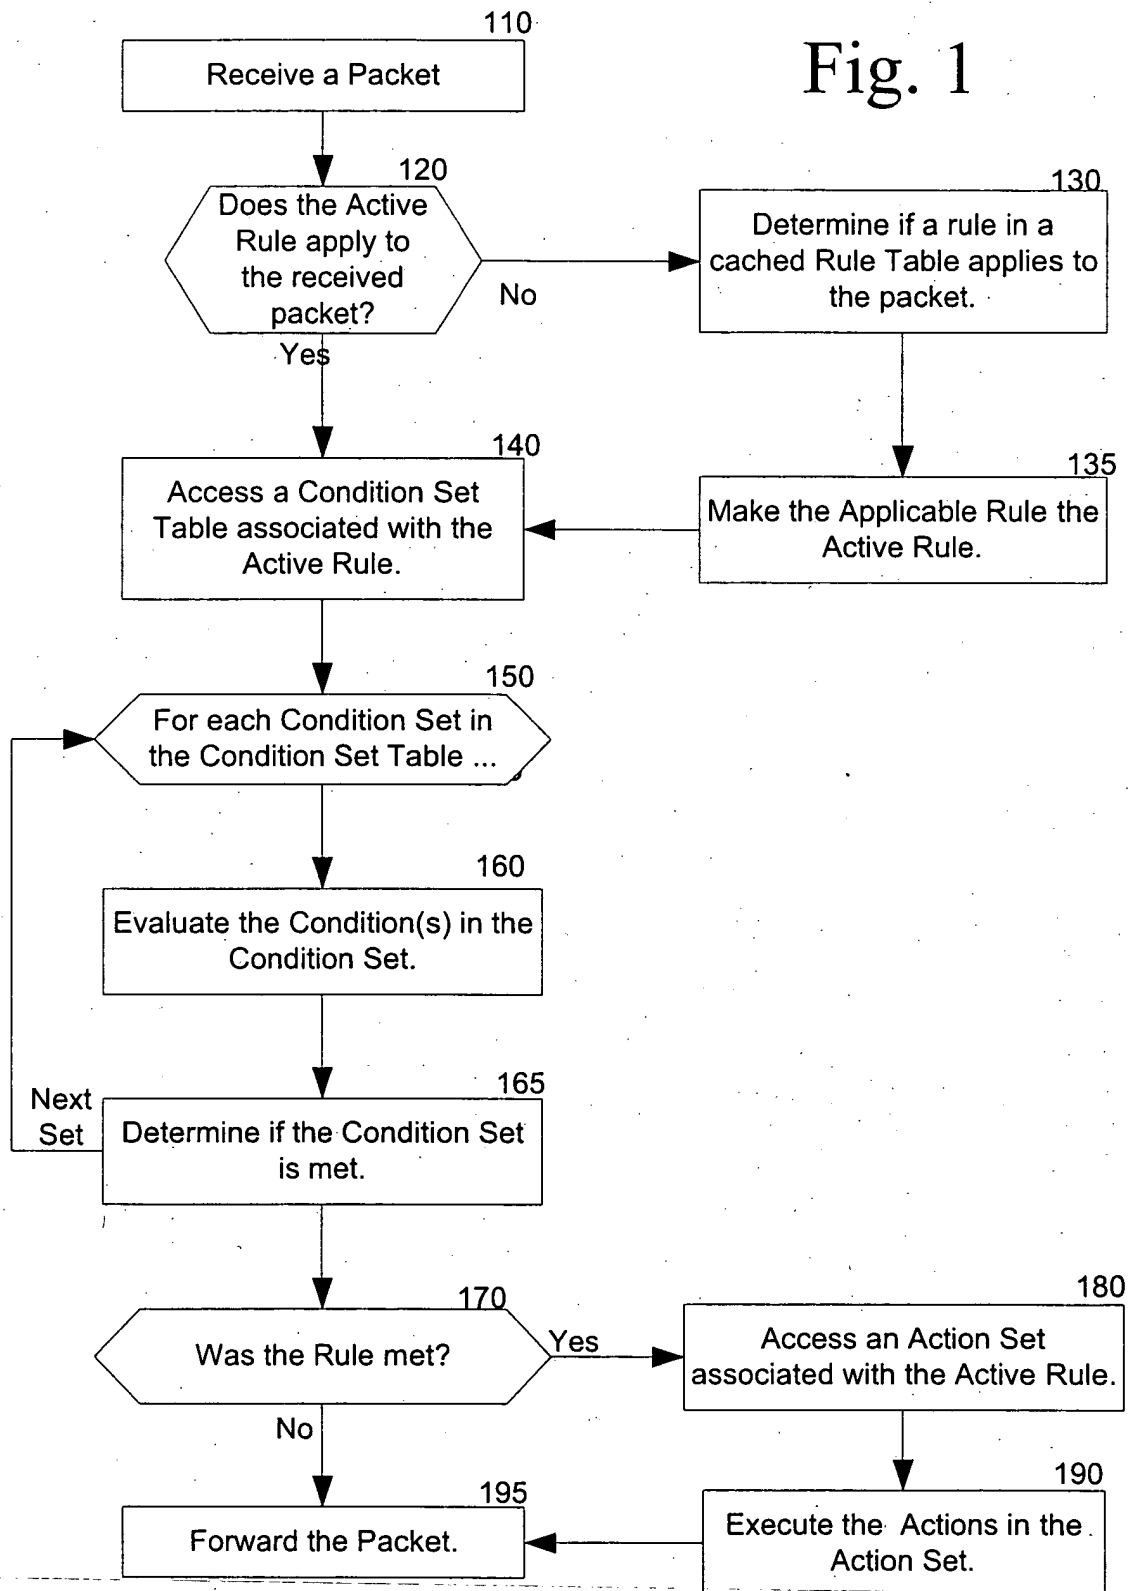 110
Receive a Packet
Fig. 1
120
Does the Active
Rule apply to
the received
packet?
No
Yes
130
Determine if a rule in a
cached Rule Table applies to
the packet.
135
Make the Applicable Rule the
Active Rule.
140
Access a Condition Set
Table associated with the
Active Rule.
150
For each Condition Set in
the Condition Set Table ...
160
Evaluate the Condition(s) in the
Condition Set.
165
Next
Set
Determine if the Condition Set
is met.
170
Was the Rule met?
Yes
No
180
Access an Action Set
associated with the Active Rule.
190
Execute the Actions in the
Action Set.
195
Forward the Packet.